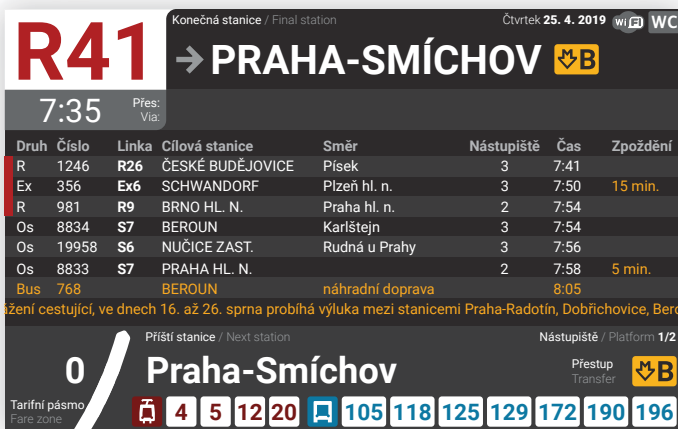 R41
Konečná stanice / Final station
Čtvrtek 25. 4. 2019 WiFi WC
→ PRAHA-SMÍCHOV B
7:35
Přes:
Via:
Druh Číslo Linka Cílová stanice Směr Nástupiště Čas Zpoždění
R 1246 R26 ČESKÉ BUDĚJOVICE Písek 3 7:41
Ex 356 Ex6 SCHWANDORF Plzeň hl. n. 3 7:50 15 min.
R 981 R9 BRNO HL. N. Praha hl. n. 2 7:54
Os 8834 S7 BEROUN Karlštejn 3 7:54
Os 19958 S6 NUČICE ZAST. Rudná u Prahy 3 7:56
Os 8833 S7 PRAHA HL. N. 2 7:58 5 min.
Bus 768 BEROUN náhradní doprava 8:05
ážení cestující, ve dnech 16. až 26. sprna probíhá výluka mezi stanicemi Praha-Radotín, Dobřichovice, Bero
Příští stanice / Next station
Nástupiště / Platform 1/2
0
Praha-Smíchov
Přestup
Transfer
B
Tarifní pásmo
Fare zone
4 5 12 20 105 118 125 129 172 190 196